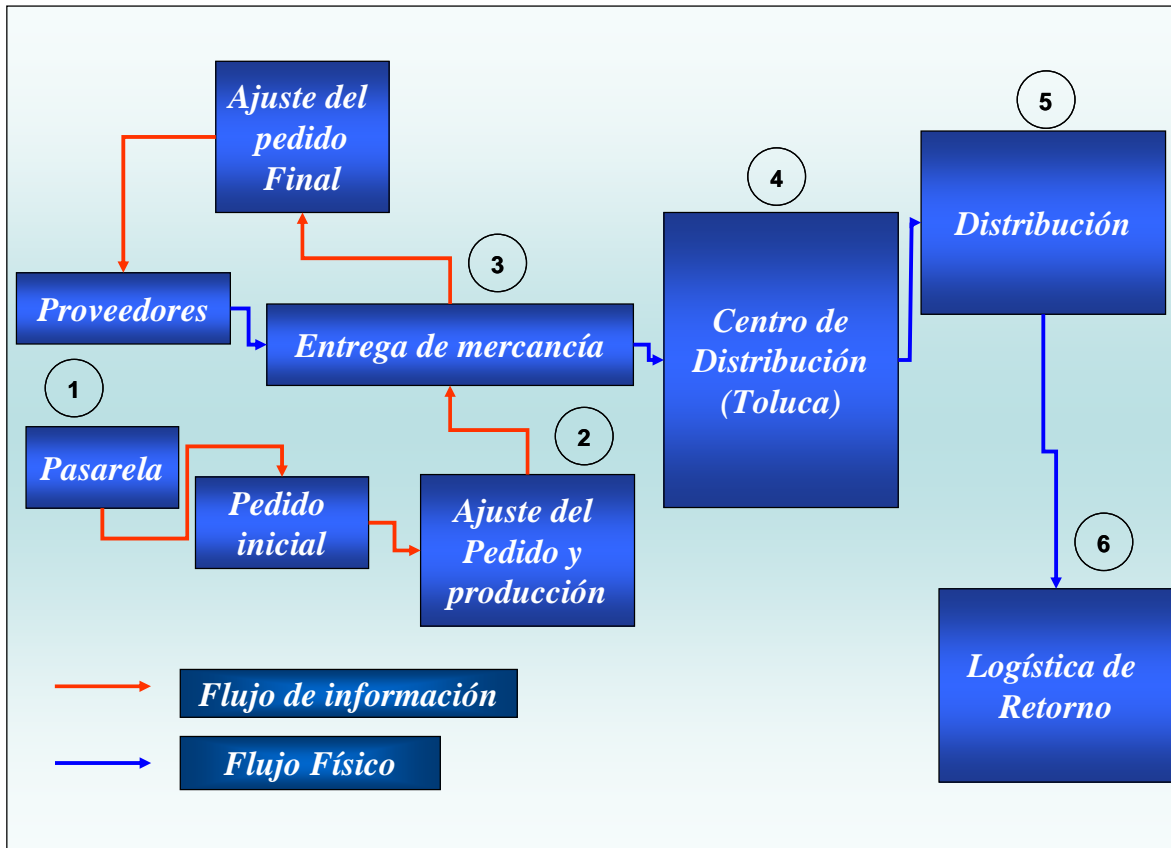 Ajuste del
pedido
Final
5
4
Distribución
3
Proveedores
Entrega de mercancía
Centro de
Distribución
(Toluca)
1
2
Pasarela
Pedido
inicial
Ajuste del
Pedido y
producción
6
Logística de
Retorno
Flujo de información
Flujo Físico